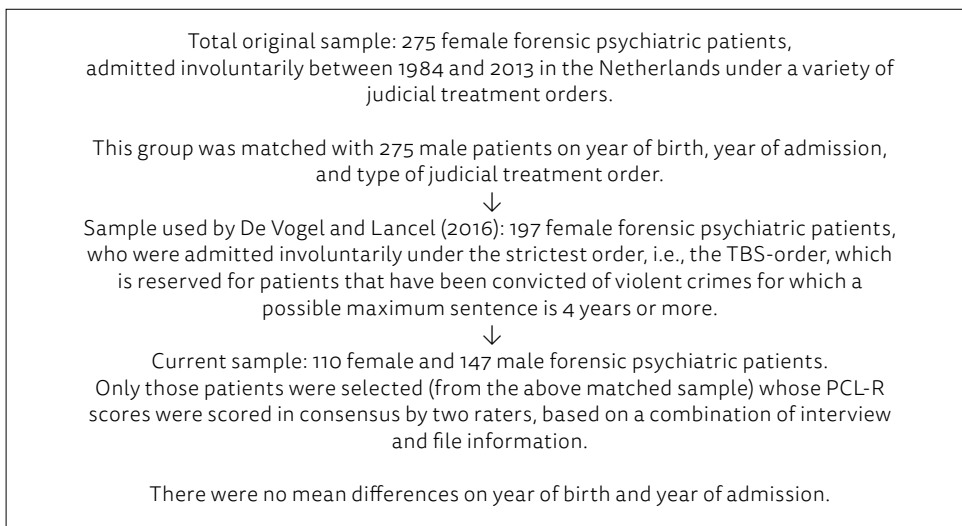 Total original sample: 275 female forensic psychiatric patients,
admitted involuntarily between 1984 and 2013 in the Netherlands under a variety of
judicial treatment orders.
This group was matched with 275 male patients on year of birth, year of admission,
and type of judicial treatment order.
↓
Sample used by De Vogel and Lancel (2016): 197 female forensic psychiatric patients,
who were admitted involuntarily under the strictest order, i.e., the TBS-order, which
is reserved for patients that have been convicted of violent crimes for which a
possible maximum sentence is 4 years or more.
↓
Current sample: 110 female and 147 male forensic psychiatric patients.
Only those patients were selected (from the above matched sample) whose PCL-R
scores were scored in consensus by two raters, based on a combination of interview
and file information.
There were no mean differences on year of birth and year of admission.